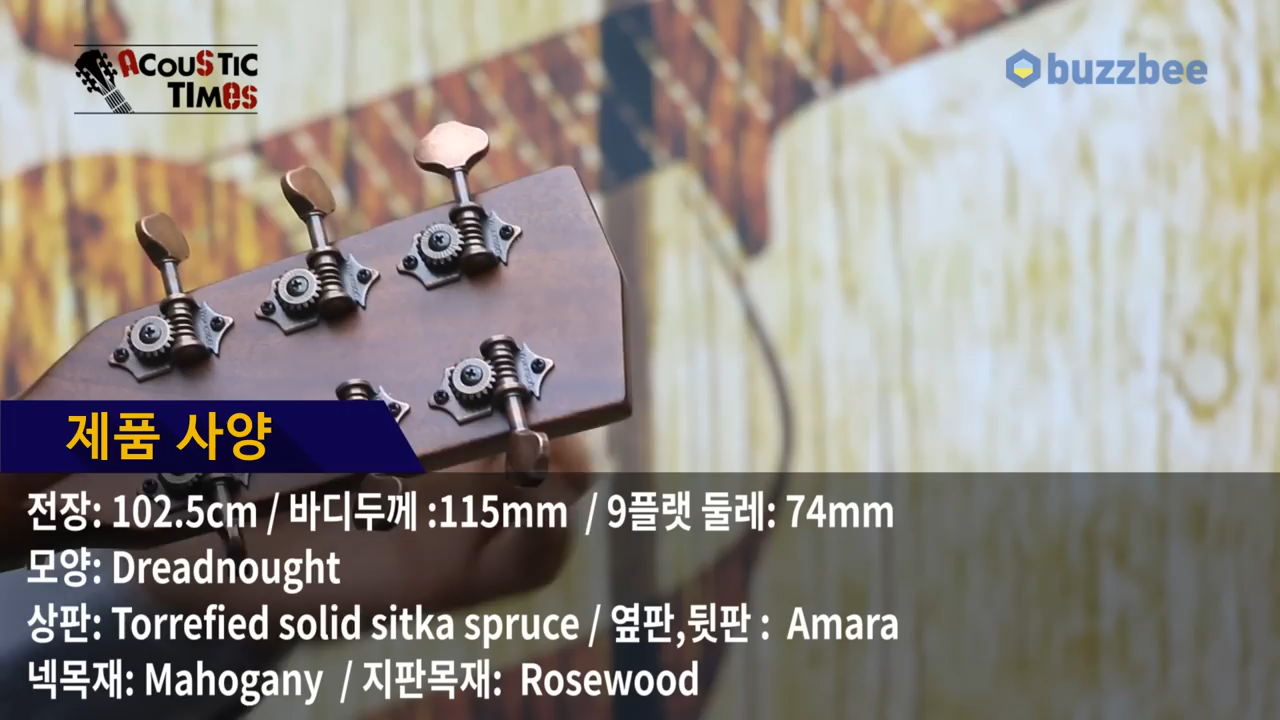 AcouSTIC
TImes
buzzbee
제품 사양
전장: 102.5cm / 바디두께 :115mm / 9플랫 둘레: 74mm
모양: Dreadnought
상판: Torrefied solid sitka spruce / 옆판,뒷판 : Amara
넥목재: Mahogany / 지판목재: Rosewood